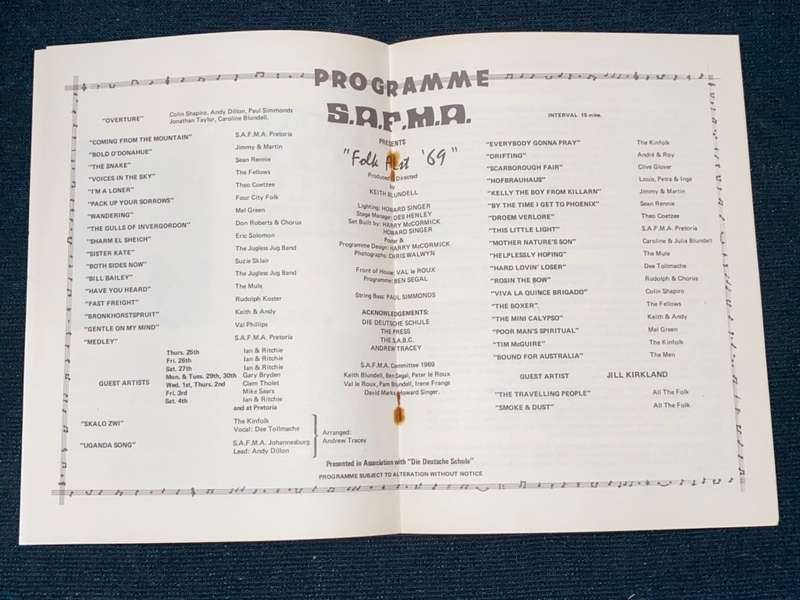 PROGRAMME
S.A.F.M.A.
PRESENTS
"Folk Fest '69"
Produced & Directed
by
KEITH BLUNDELL
Lighting: HOWARD SINGER
Stage Manager: DES HENLEY
Set Built by: HARRY McCORMICK
HOWARD SINGER
Poster &
Programme Design: HARRY McCORMICK
Photographs: CHRIS WALWYN
Front of House: VAL le ROUX
Programme: BEN SEGAL
String Bass: PAUL SIMMONDS
ACKNOWLEDGEMENTS:
DIE DEUTSCHE SCHULE
THE PRESS
THE S.A.B.C.
ANDREW TRACEY
S.A.F.M.A. Committee 1969
Keith Blundell, Ben Segal, Peter le Roux
Val le Roux, Pam Blundell, Irene Frangs
David Marks, Howard Singer.
"OVERTURE" Colin Shapiro, Andy Dillon, Paul Simmonds
Jonathan Taylor, Caroline Blundell.
"COMING FROM THE MOUNTAIN" S.A.F.M.A. Pretoria
"BOLD O'DONAHUE" Jimmy & Martin
"THE SNAKE" Sean Rennie
"VOICES IN THE SKY" The Fellows
"I'M A LONER" Theo Coetzee
"PACK UP YOUR SORROWS" Four City Folk
"WANDERING" Mel Green
"THE GULLS OF INVERGORDON" Don Roberts & Chorus
"SHARM EL SHEICH" Eric Solomon
"SISTER KATE" The Jugless Jug Band
"BOTH SIDES NOW" Suzie Sklair
"BILL BAILEY" The Jugless Jug Band
"HAVE YOU HEARD" The Mule
"FAST FREIGHT" Rudolph Koster
"BRONKHORSTSPRUIT" Keith & Andy
"GENTLE ON MY MIND" Val Phillips
"MEDLEY" S.A.F.M.A. Pretoria
GUEST ARTISTS
Thurs. 25th Ian & Ritchie
Fri. 26th Ian & Ritchie
Sat. 27th Ian & Ritchie
Mon. & Tues. 29th, 30th Gary Bryden
Wed. 1st, Thurs. 2nd Clem Tholet
Fri. 3rd Mike Sears
Sat. 4th Ian & Ritchie
and at Pretoria
"SKALO ZWI" The Kinfolk
Vocal: Dee Tollmache
"UGANDA SONG" S.A.F.M.A. Johannesburg
Lead: Andy Dillon
Arranged:
Andrew Tracey
INTERVAL 15 mins.
"EVERYBODY GONNA PRAY" The Kinfolk
"DRIFTING" André & Roy
"SCARBOROUGH FAIR" Clive Glover
"HOFBRAUHAUS" Louis, Petra & Inge
"KELLY THE BOY FROM KILLARN" Jimmy & Martin
"BY THE TIME I GET TO PHOENIX" Sean Rennie
"DROEM VERLORE" Theo Coetzee
"THIS LITTLE LIGHT" S.A.F.M.A. Pretoria
"MOTHER NATURE'S SON" Caroline & Julia Blundell
"HELPLESSLY HOPING" The Mule
"HARD LOVIN' LOSER" Dee Tollmache
"ROSIN THE BOW" Rudolph & Chorus
"VIVA LA QUINCE BRIGADO" Colin Shapiro
"THE BOXER" The Fellows
"THE MINI CALYPSO" Keith & Andy
"POOR MAN'S SPIRITUAL" Mel Green
"TIM McGUIRE" The Kinfolk
"BOUND FOR AUSTRALIA" The Men
GUEST ARTIST JILL KIRKLAND
"THE TRAVELLING PEOPLE" All The Folk
"SMOKE & DUST" All The Folk
Presented in Association with "Die Deutsche Schule"
PROGRAMME SUBJECT TO ALTERATION WITHOUT NOTICE